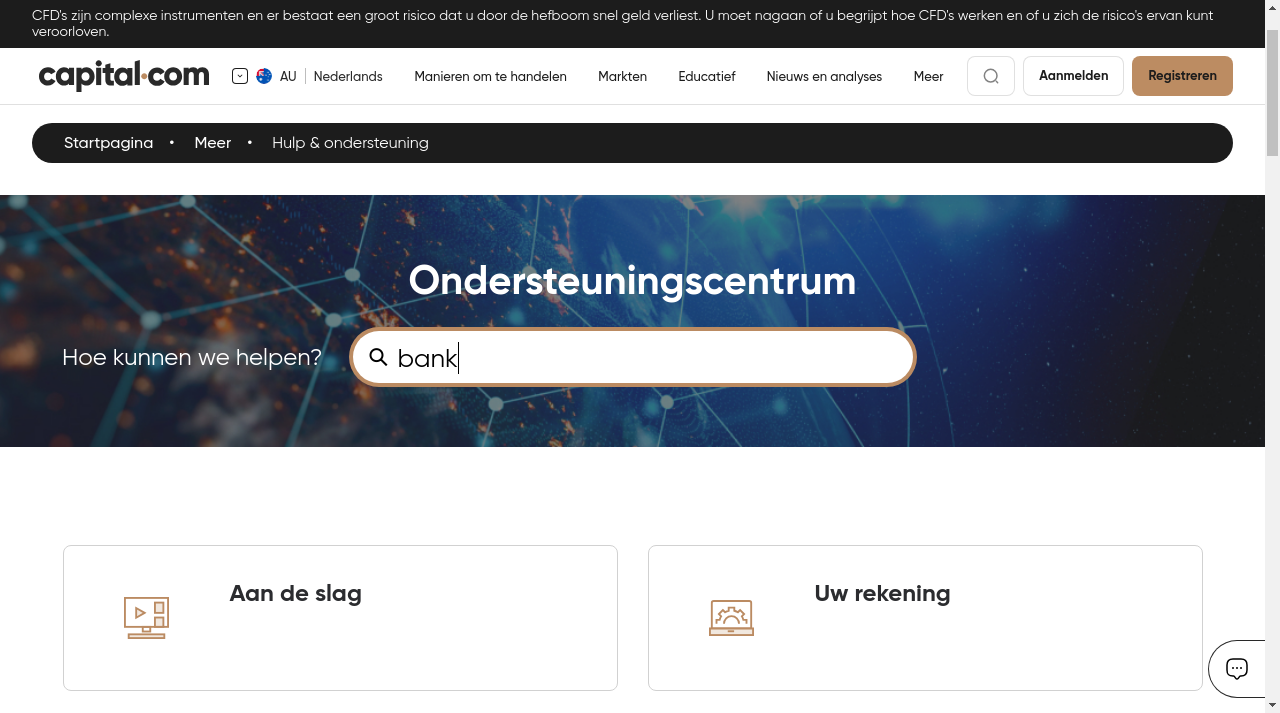 CFD's zijn complexe instrumenten en er bestaat een groot risico dat u door de hefboom snel geld verliest. U moet nagaan of u begrijpt hoe CFD's werken en of u zich de risico's ervan kunt
veroorloven.
capital.com
AU
Nederlands
Manieren om te handelen
Markten
Educatief
Nieuws en analyses
Meer
Aanmelden
Registreren
Startpagina • Meer • Hulp & ondersteuning
Ondersteuningscentrum
Hoe kunnen we helpen?
bank
Aan de slag
Uw rekening